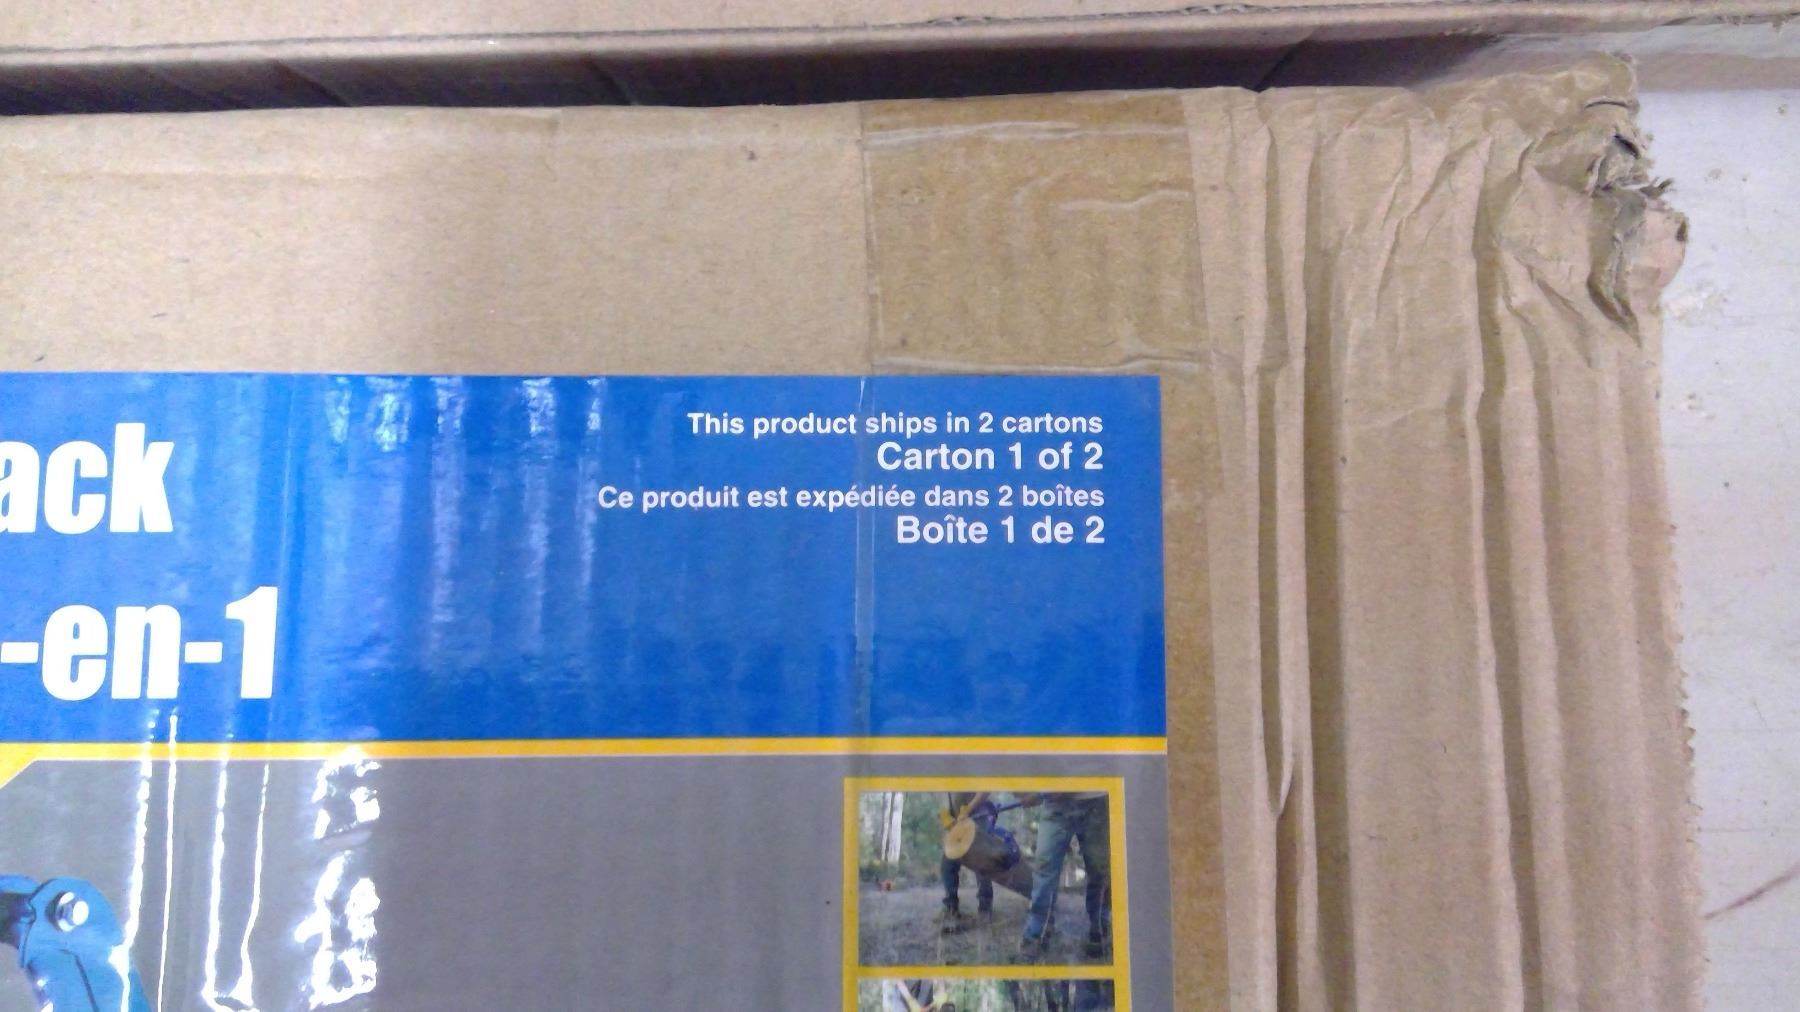 This product ships in 2 cartons
Carton 1 of 2
Ce produit est expédiée dans 2 boîtes
Boîte 1 de 2
ack
-en-1